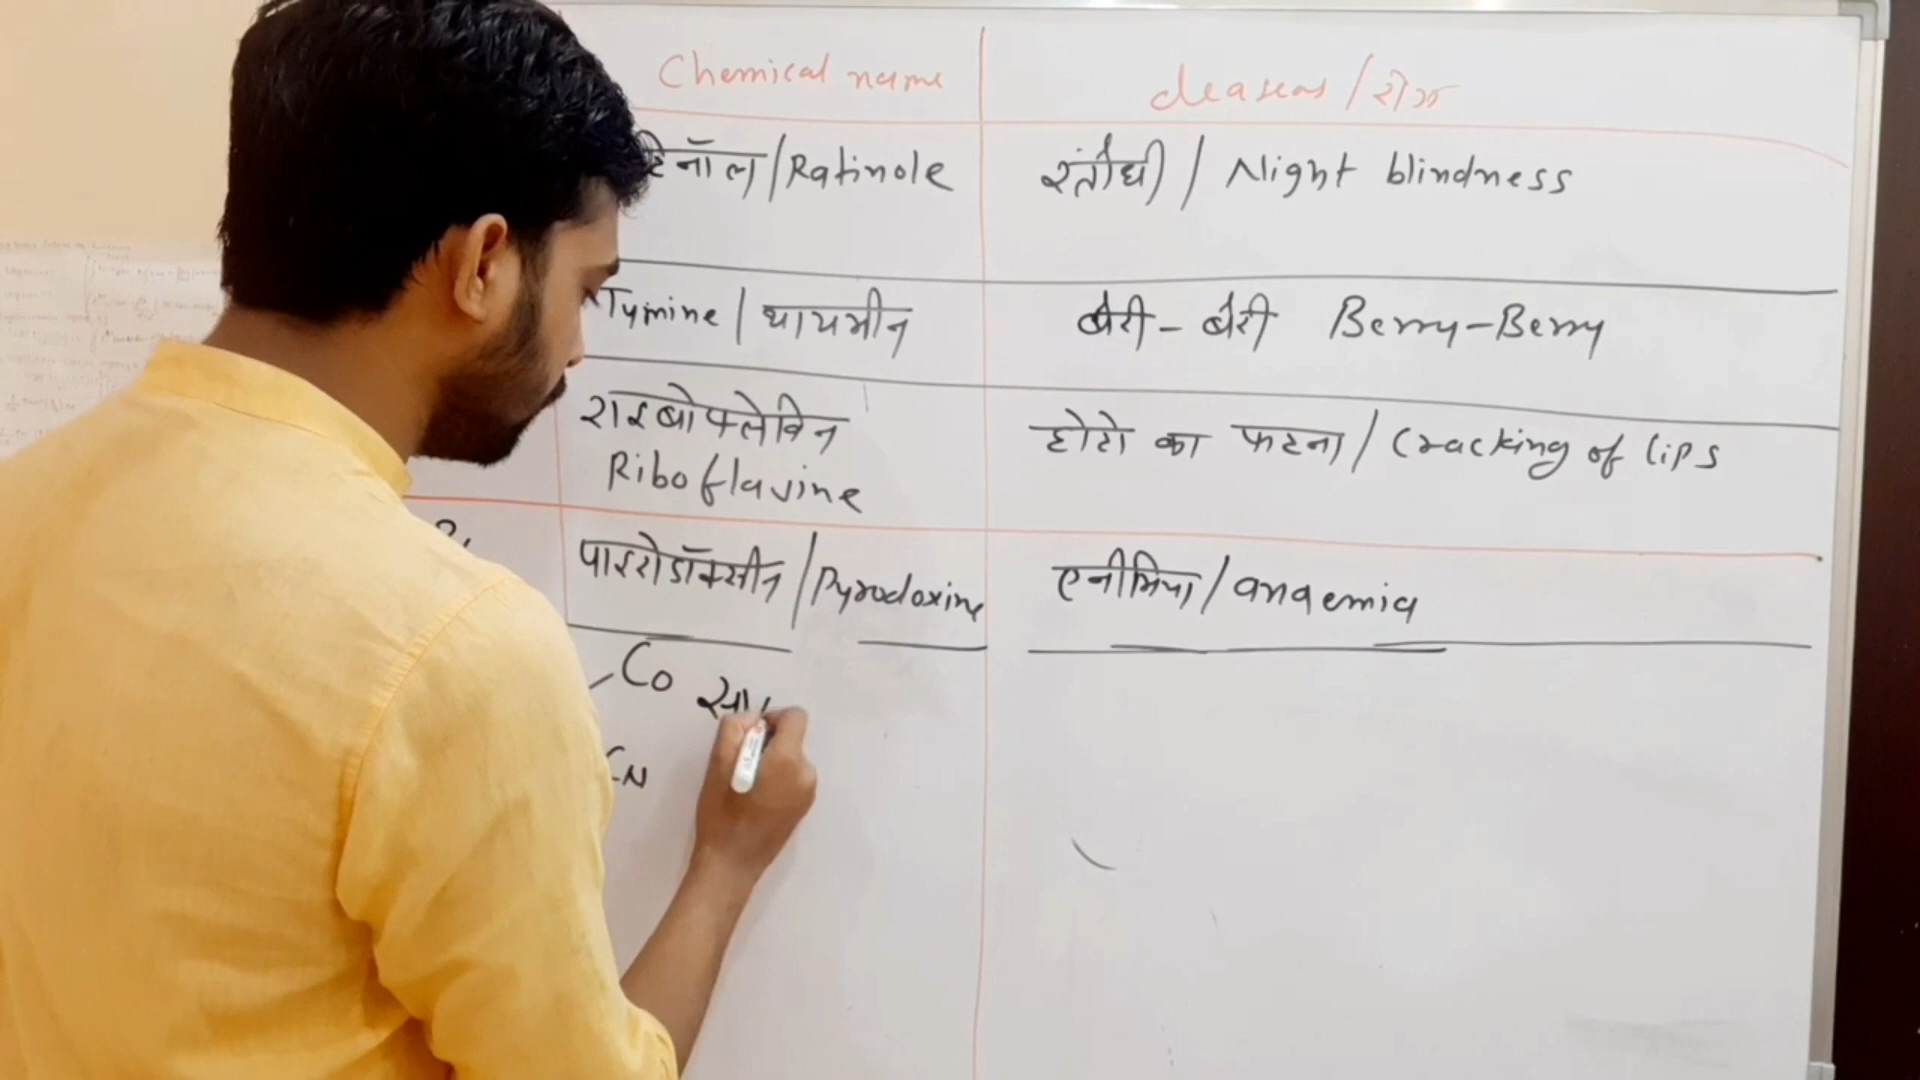 Chemical name
deaseas/रोग
टिनॉल/Ratinole
रंतौधी/ Night blindness
Tymine/थायमीन
बेरी-बेरी Berry-Berry
राइबोफ्लेविन
Riboflavine
होटो का फटना/Cracking of lips
पाइरोडॉक्सीन/Pyrodoxine
एनीमिया/anaemia
Co
CN